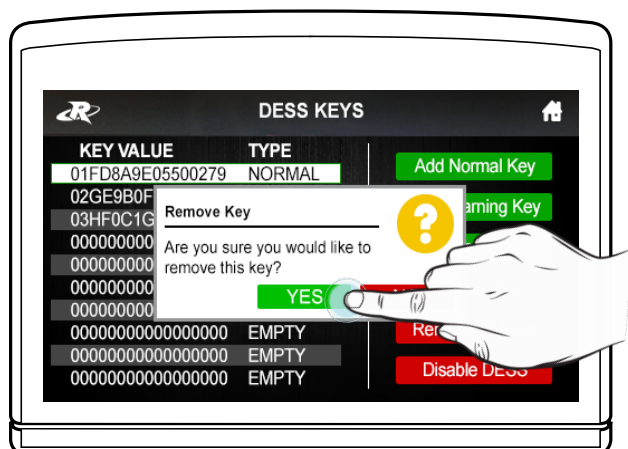 R
DESS KEYS
KEY VALUE TYPE
01FD8A9E05500279 NORMAL
02GE9B0F
03HF0C1G
000000000
000000000
000000000
000000000
00000000000000000 EMPTY
00000000000000000 EMPTY
00000000000000000 EMPTY
Add Normal Key
arning Key
Disable DESS
Remove Key
?
Are you sure you would like to
remove this key?
YES